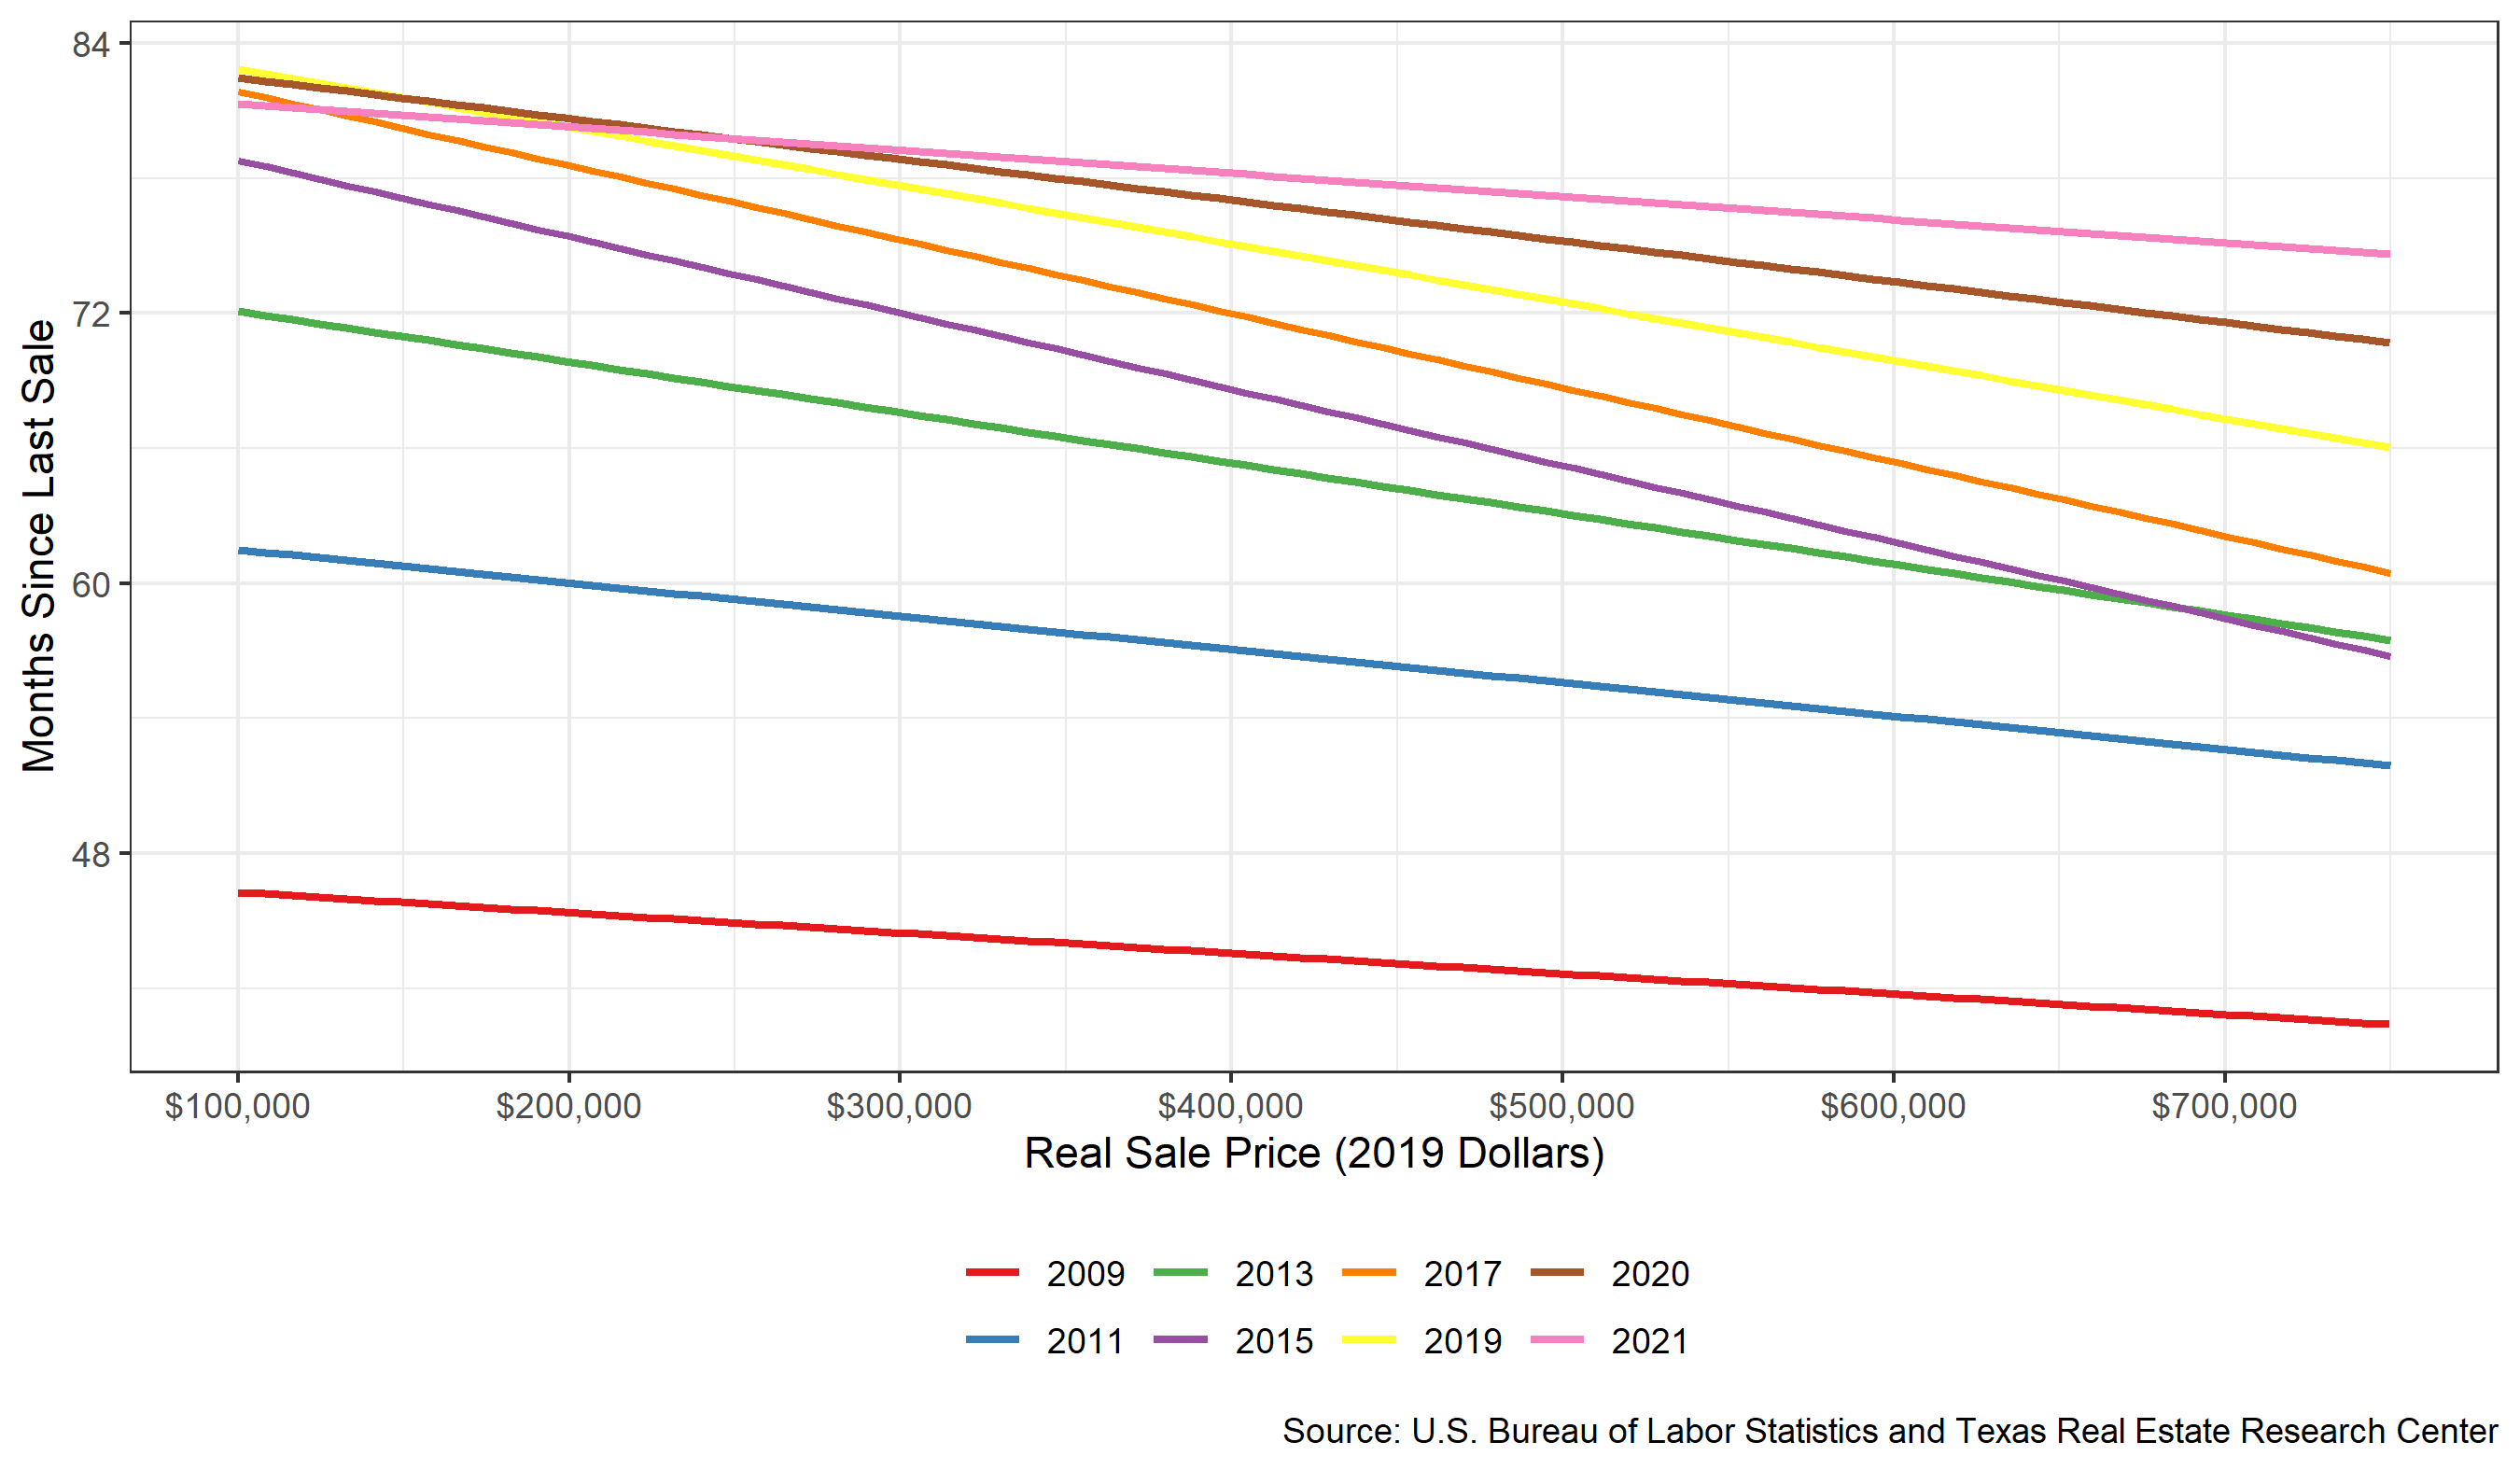 84
72
60
48
Months Since Last Sale
$100,000 $200,000 $300,000 $400,000 $500,000 $600,000 $700,000
Real Sale Price (2019 Dollars)
2009 2013 2017 2020
2011 2015 2019 2021
Source: U.S. Bureau of Labor Statistics and Texas Real Estate Research Center